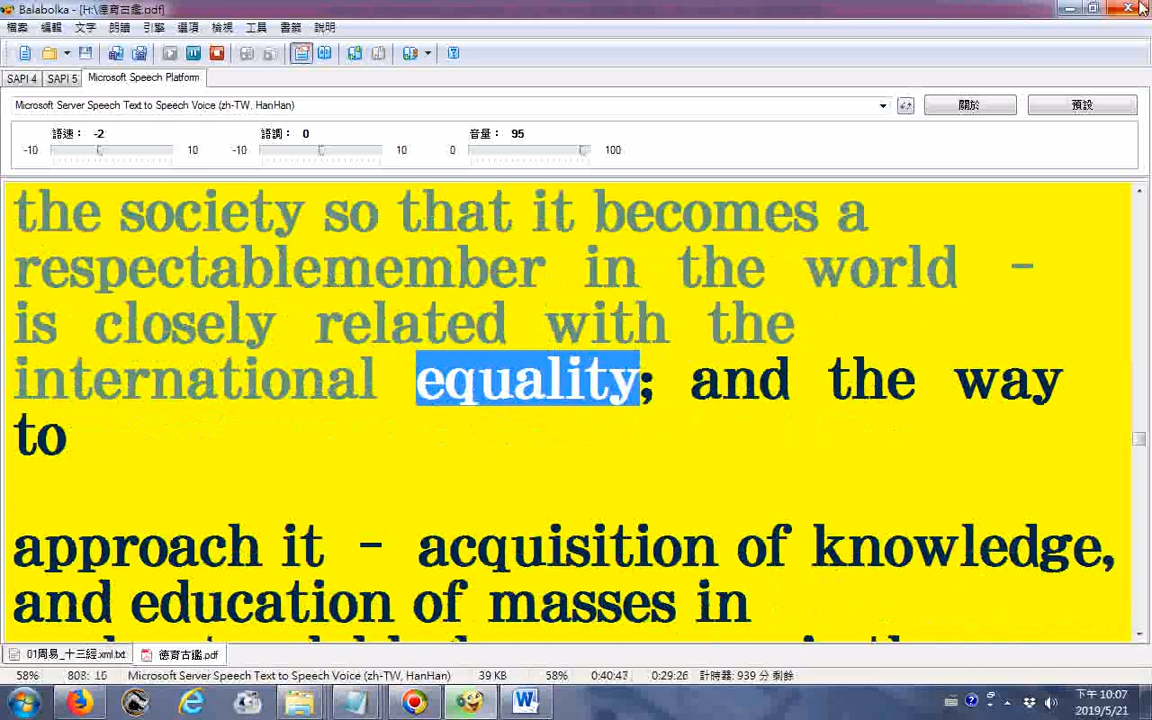 Balabolka - [H:\德育古鑑.pdf]
檔案 編輯 文字 朗讀 引擎 選項 檢視 工具 書籤 說明
SAPI 4 SAPI 5 Microsoft Speech Platform
Microsoft Server Speech Text to Speech Voice (zh-TW, HanHan) 關於 預設
語速: -2 語調: 0 音量: 95
-10 10 -10 10 0 100
the society so that it becomes a
respectablemember in the world -
is closely related with the
international equality; and the way
to
approach it - acquisition of knowledge,
and education of masses in
01周易_十三經.xml.txt 德育古鑑.pdf
58% 808: 16 Microsoft Server Speech Text to Speech Voice (zh-TW, HanHan) 39 KB 58% 0:40:47 0:29:26 計時器: 939 分 剩餘
下午 10:07
2019/5/21